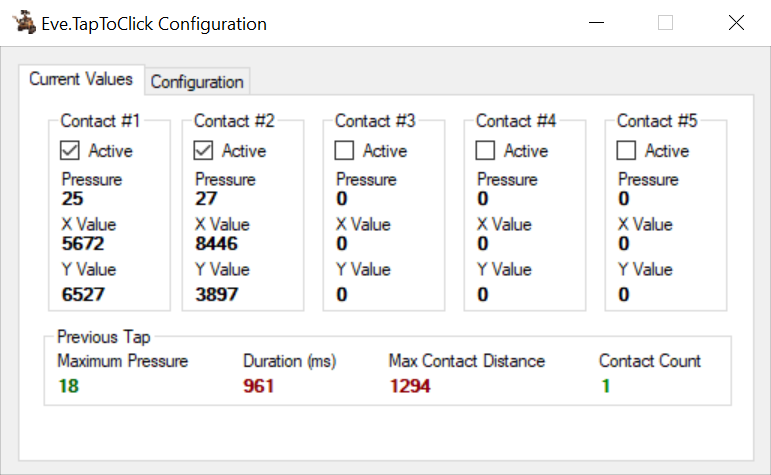 Eve.TapToClick Configuration
Current Values Configuration
Contact #1 Contact #2 Contact #3 Contact #4 Contact #5
Active Active Active Active Active
Pressure Pressure Pressure Pressure Pressure
25 27 0 0 0
X Value X Value X Value X Value X Value
5672 8446 0 0 0
Y Value Y Value Y Value Y Value Y Value
6527 3897 0 0 0
Previous Tap
Maximum Pressure Duration (ms) Max Contact Distance Contact Count
18 961 1294 1